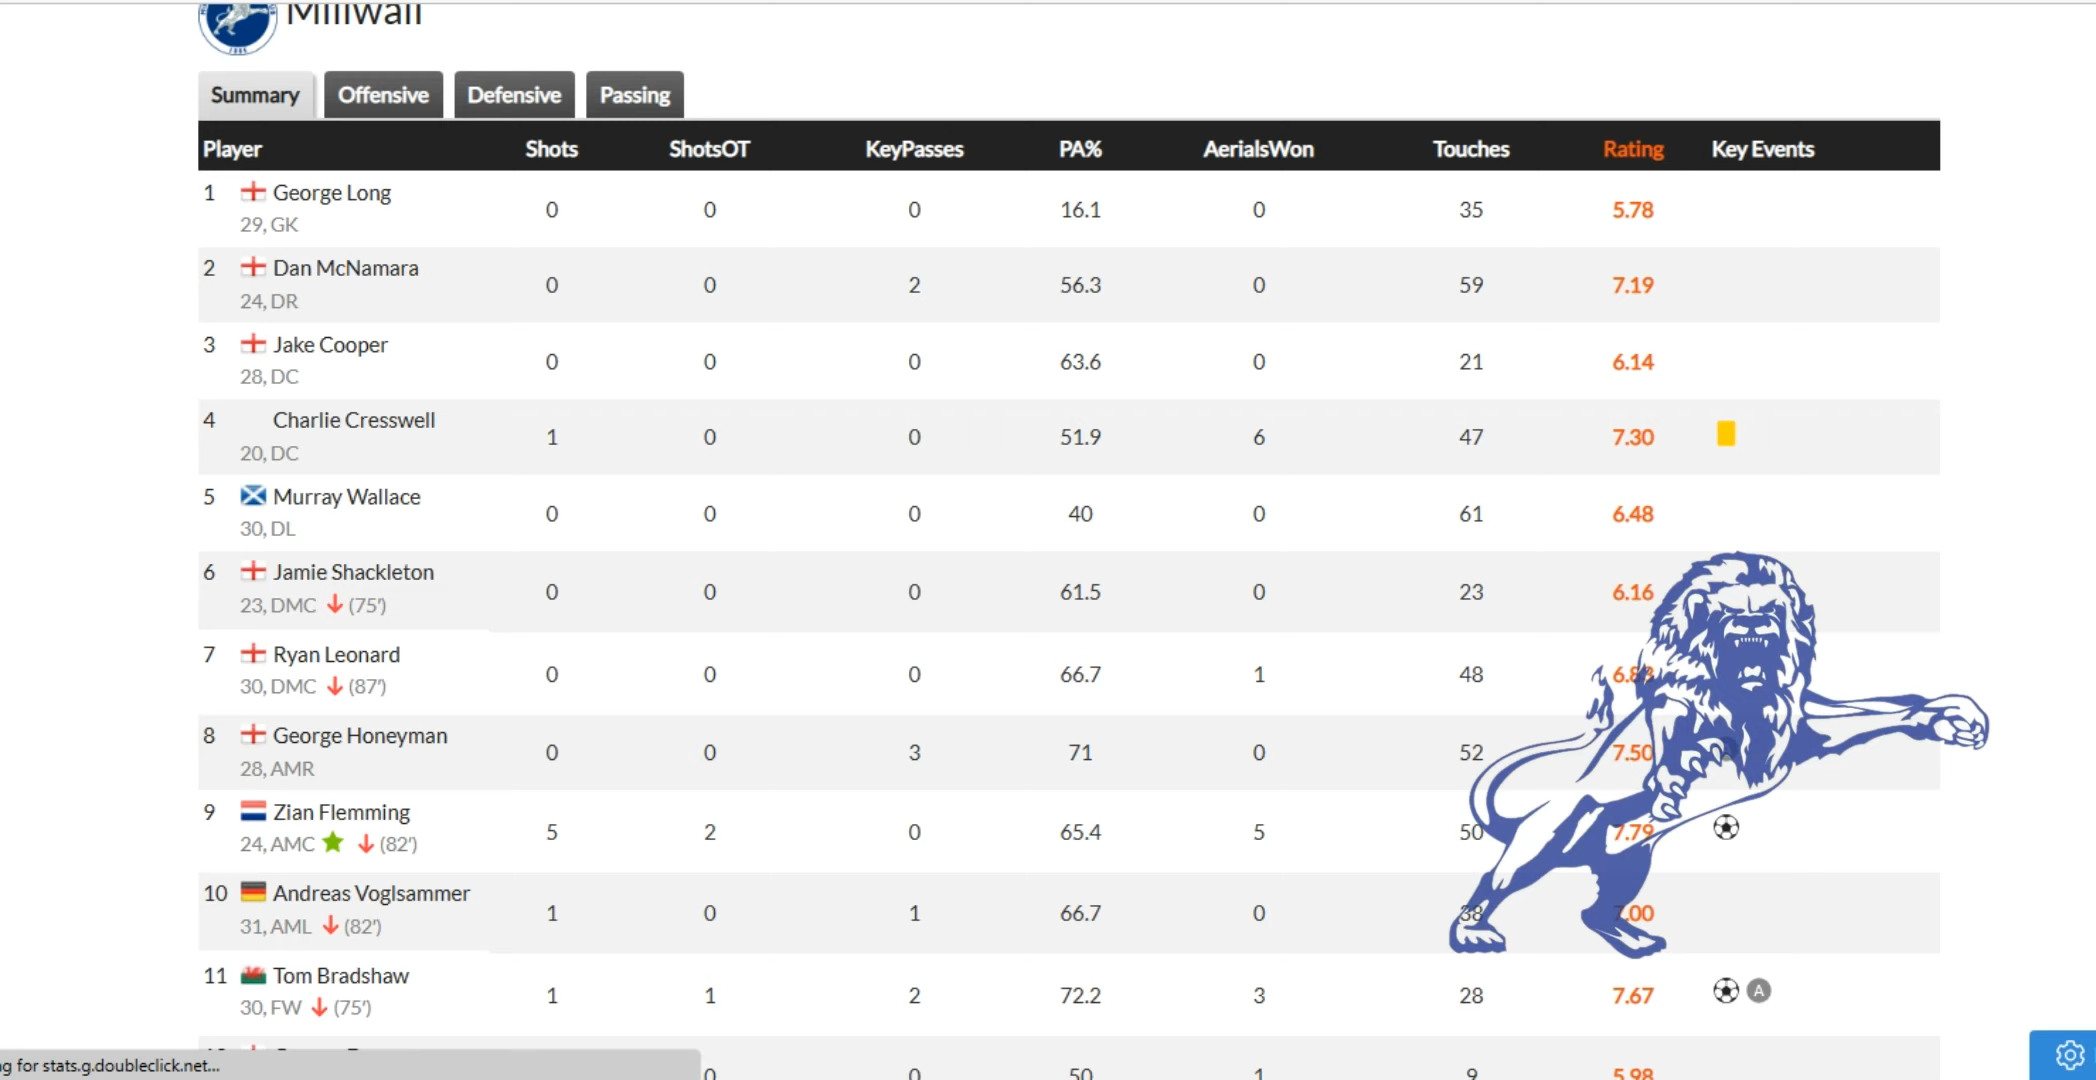 Millwall
Summary Offensive Defensive Passing
Player Shots ShotsOT KeyPasses PA% AerialsWon Touches Rating Key Events
1 George Long
29, GK 0 0 0 16.1 0 35 5.78
2 Dan McNamara
24, DR 0 0 2 56.3 0 59 7.19
3 Jake Cooper
28, DC 0 0 0 63.6 0 21 6.14
4 Charlie Cresswell
20, DC 1 0 0 51.9 6 47 7.30
5 Murray Wallace
30, DL 0 0 0 40 0 61 6.48
6 Jamie Shackleton
23, DMC (75') 0 0 0 61.5 0 23 6.16
7 Ryan Leonard
30, DMC (87') 0 0 0 66.7 1 48
8 George Honeyman
28, AMR 0 0 3 71 0 52 7.50
9 Zian Flemming
24, AMC (82') 5 2 0 65.4 5 50 7.79
10 Andreas Voglsammer
31, AML (82') 1 0 1 66.7 0 38 7.00
11 Tom Bradshaw
30, FW (75') 1 1 2 72.2 3 28 7.67 A
0 0 50 1 9 5.98
g for stats.g.doubleclick.net...